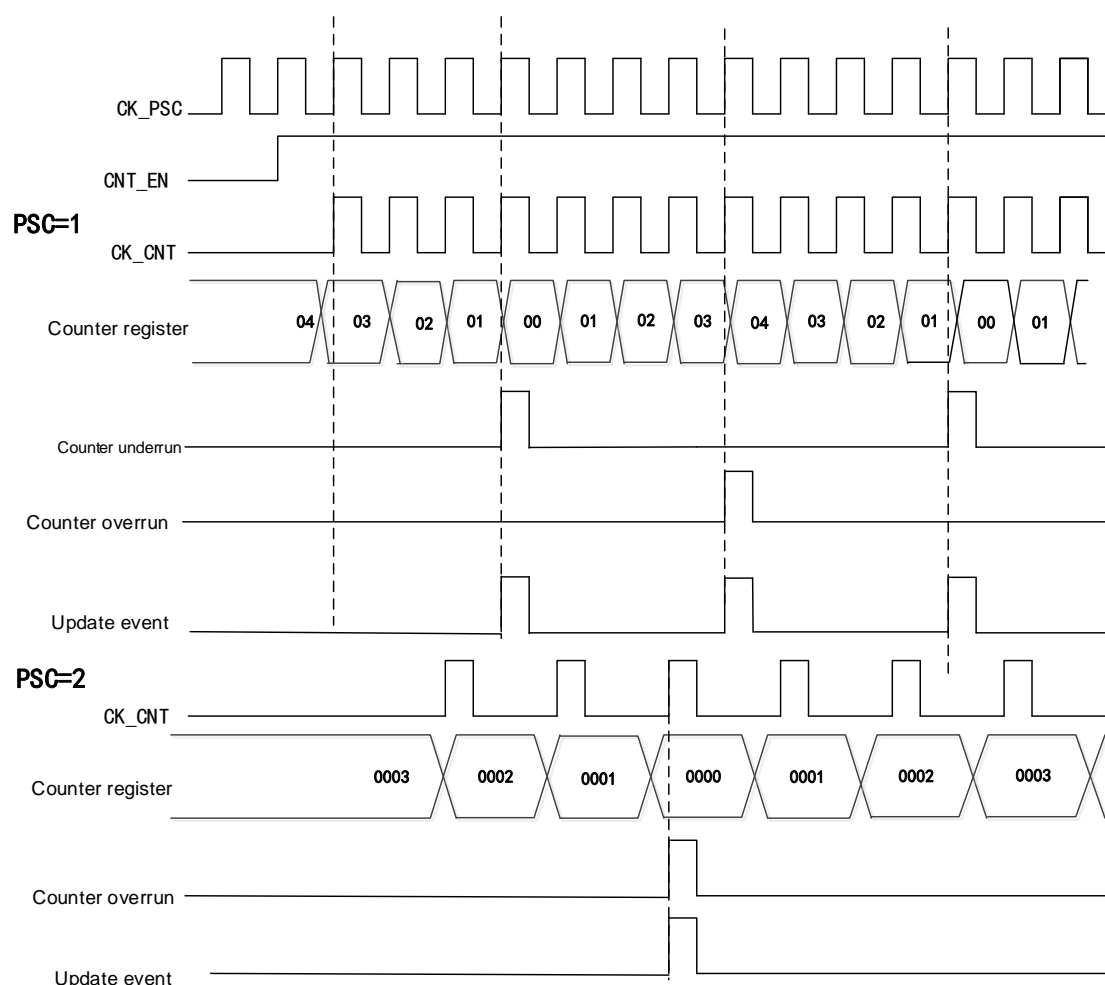 CK_PSC
CNT_EN
PSC=1
CK_CNT
Counter register 04 03 02 01 00 01 02 03 04 03 02 01 00 01
Counter underrun
Counter overrun
Update event
PSC=2
CK_CNT
Counter register 0003 0002 0001 0000 0001 0002 0003
Counter overrun
Update event